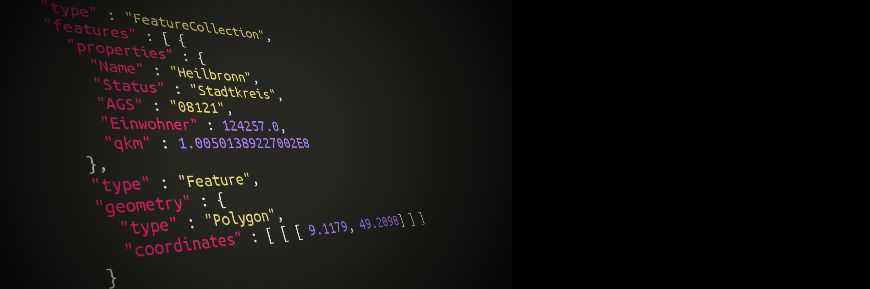 "type" : "FeatureCollection",
"features" : [ {
"properties" : {
"Name" : "Heilbronn",
"Status" : "Stadtkreis",
"AGS" : "08121",
"Einwohner" : 124257.0,
"qkm" : 1.00501389227002E8
},
"type" : "Feature",
"geometry" : {
"type" : "Polygon",
"coordinates" : [ [ [ 9.1179, 49.2898] ] ]
}